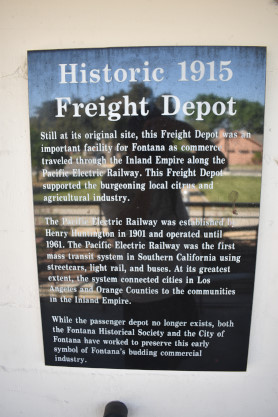 Historic 1915
Freight Depot
Still at its original site, this Freight Depot was an
important facility for Fontana as commerce
traveled through the Inland Empire along the
Pacific Electric Railway. This Freight Depot
supported the burgeoning local citrus and
agricultural industry.
The Pacific Electric Railway was established by
Henry Huntington in 1901 and operated until
1961. The Pacific Electric Railway was the first
mass transit system in Southern California using
streetcars, light rail, and buses. At its greatest
extent, the system connected cities in Los
Angeles and Orange Counties to the communities
in the Inland Empire.
While the passenger depot no longer exists, both
the Fontana Historical Society and the City of
Fontana have worked to preserve this early
symbol of Fontana's budding commercial
industry.